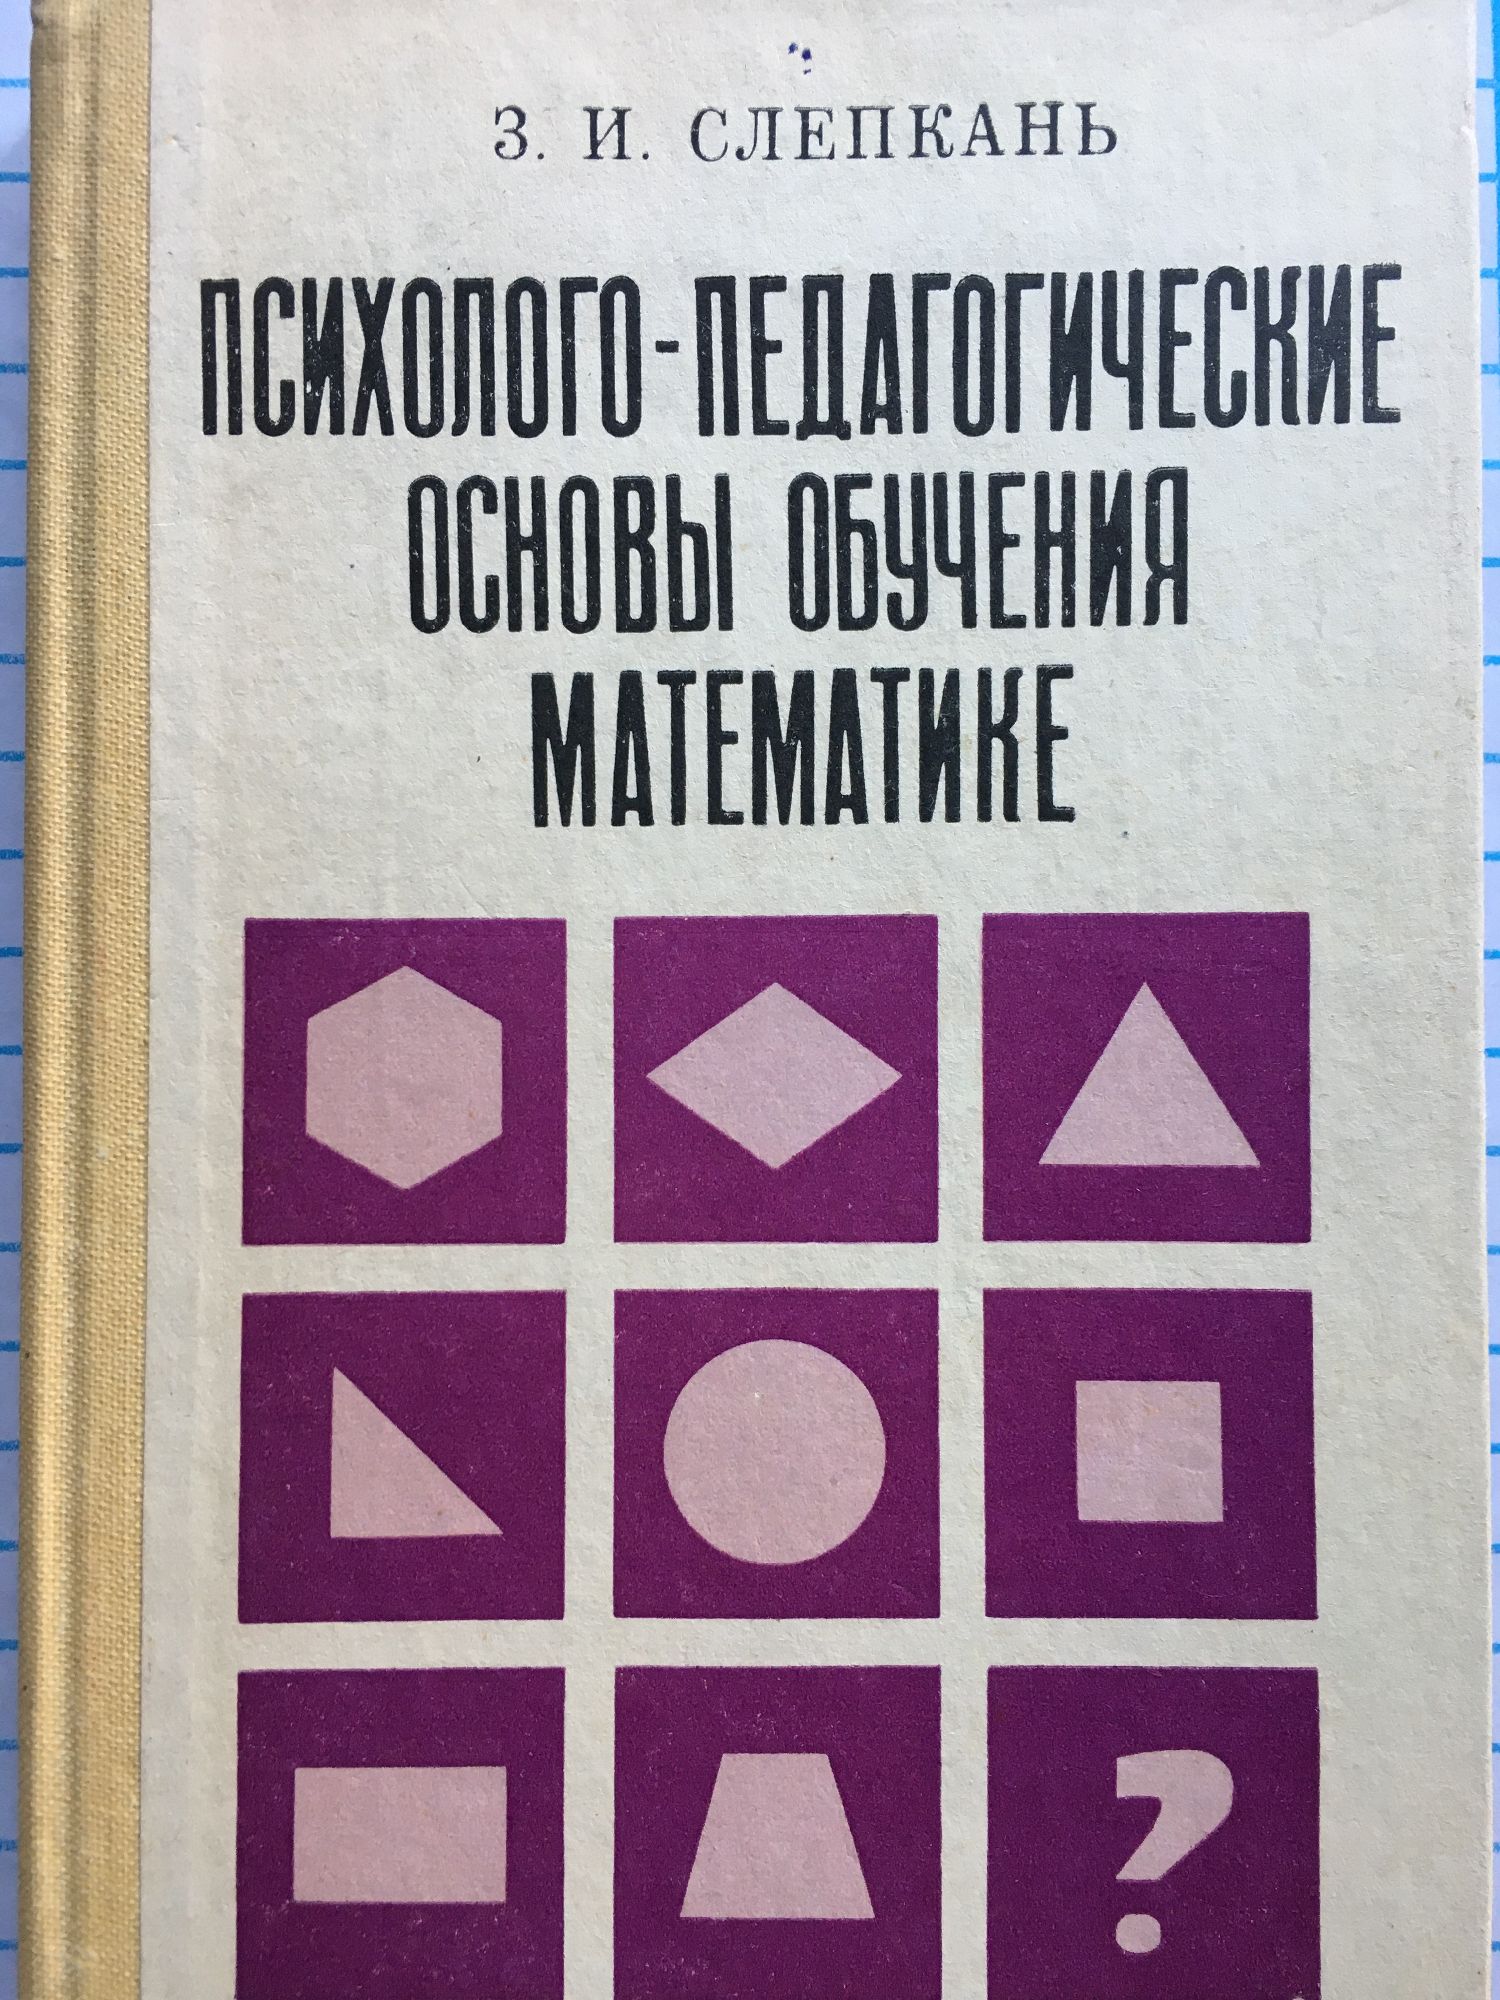 З. И. СЛЕПКАНЬ
ПСИХОЛОГО-ПЕДАГОГИЧЕСКИЕ
ОСНОВЫ ОБУЧЕНИЯ
МАТЕМАТИКЕ
?